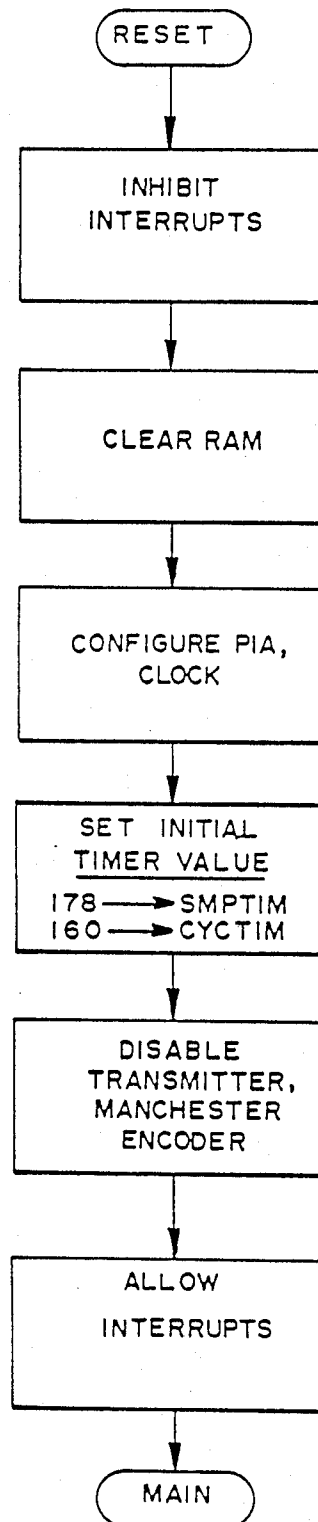 RESET
INHIBIT
INTERRUPTS
CLEAR RAM
CONFIGURE PIA,
CLOCK
SET INITIAL
TIMER VALUE
178 → SMPTIM
160 → CYCTIM
DISABLE
TRANSMITTER,
MANCHESTER
ENCODER
ALLOW
INTERRUPTS
MAIN